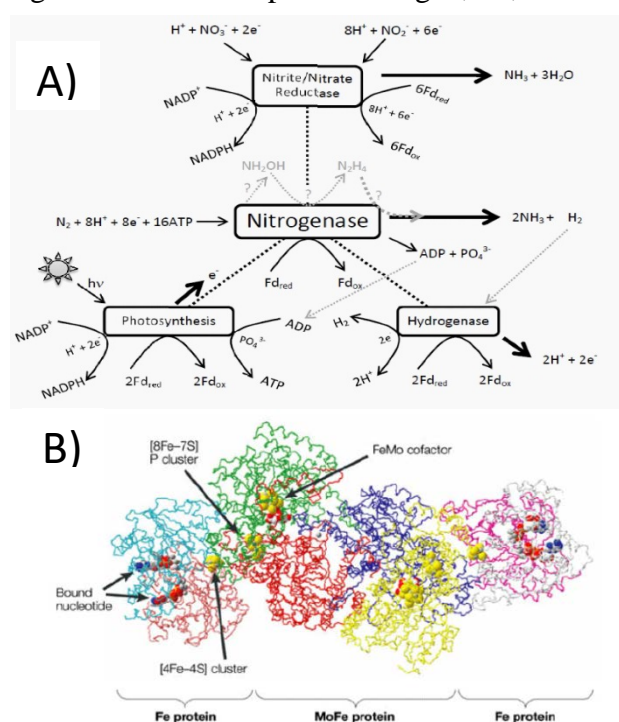 A)
H⁺ + NO₃⁻ + 2e⁻
8H⁺ + NO₂⁻ + 6e⁻
Nitrite/Nitrate
Reductase
NH₃ + 3H₂O
NADP⁺
H⁺ + 2e⁻
NADPH
6Fd_red
8H⁺ + 6e⁻
6Fd_ox
NH₂OH
N₂H₄
?
?
?
N₂ + 8H⁺ + 8e⁻ + 16ATP
Nitrogenase
2NH₃ + H₂
ADP + PO₄³⁻
Fd_red
Fd_ox
hν
e⁻
NADP⁺
Photosynthesis
ADP
H₂
Hydrogenase
H⁺ + 2e⁻
PO₄³⁻
2e
NADPH
2Fd_red
2Fd_ox
ATP
2H⁺
2Fd_red
2Fd_ox
2H⁺ + 2e⁻
B)
[8Fe–7S]
P cluster
FeMo cofactor
Bound
nucleotide
[4Fe–4S] cluster
Fe protein
MoFe protein
Fe protein